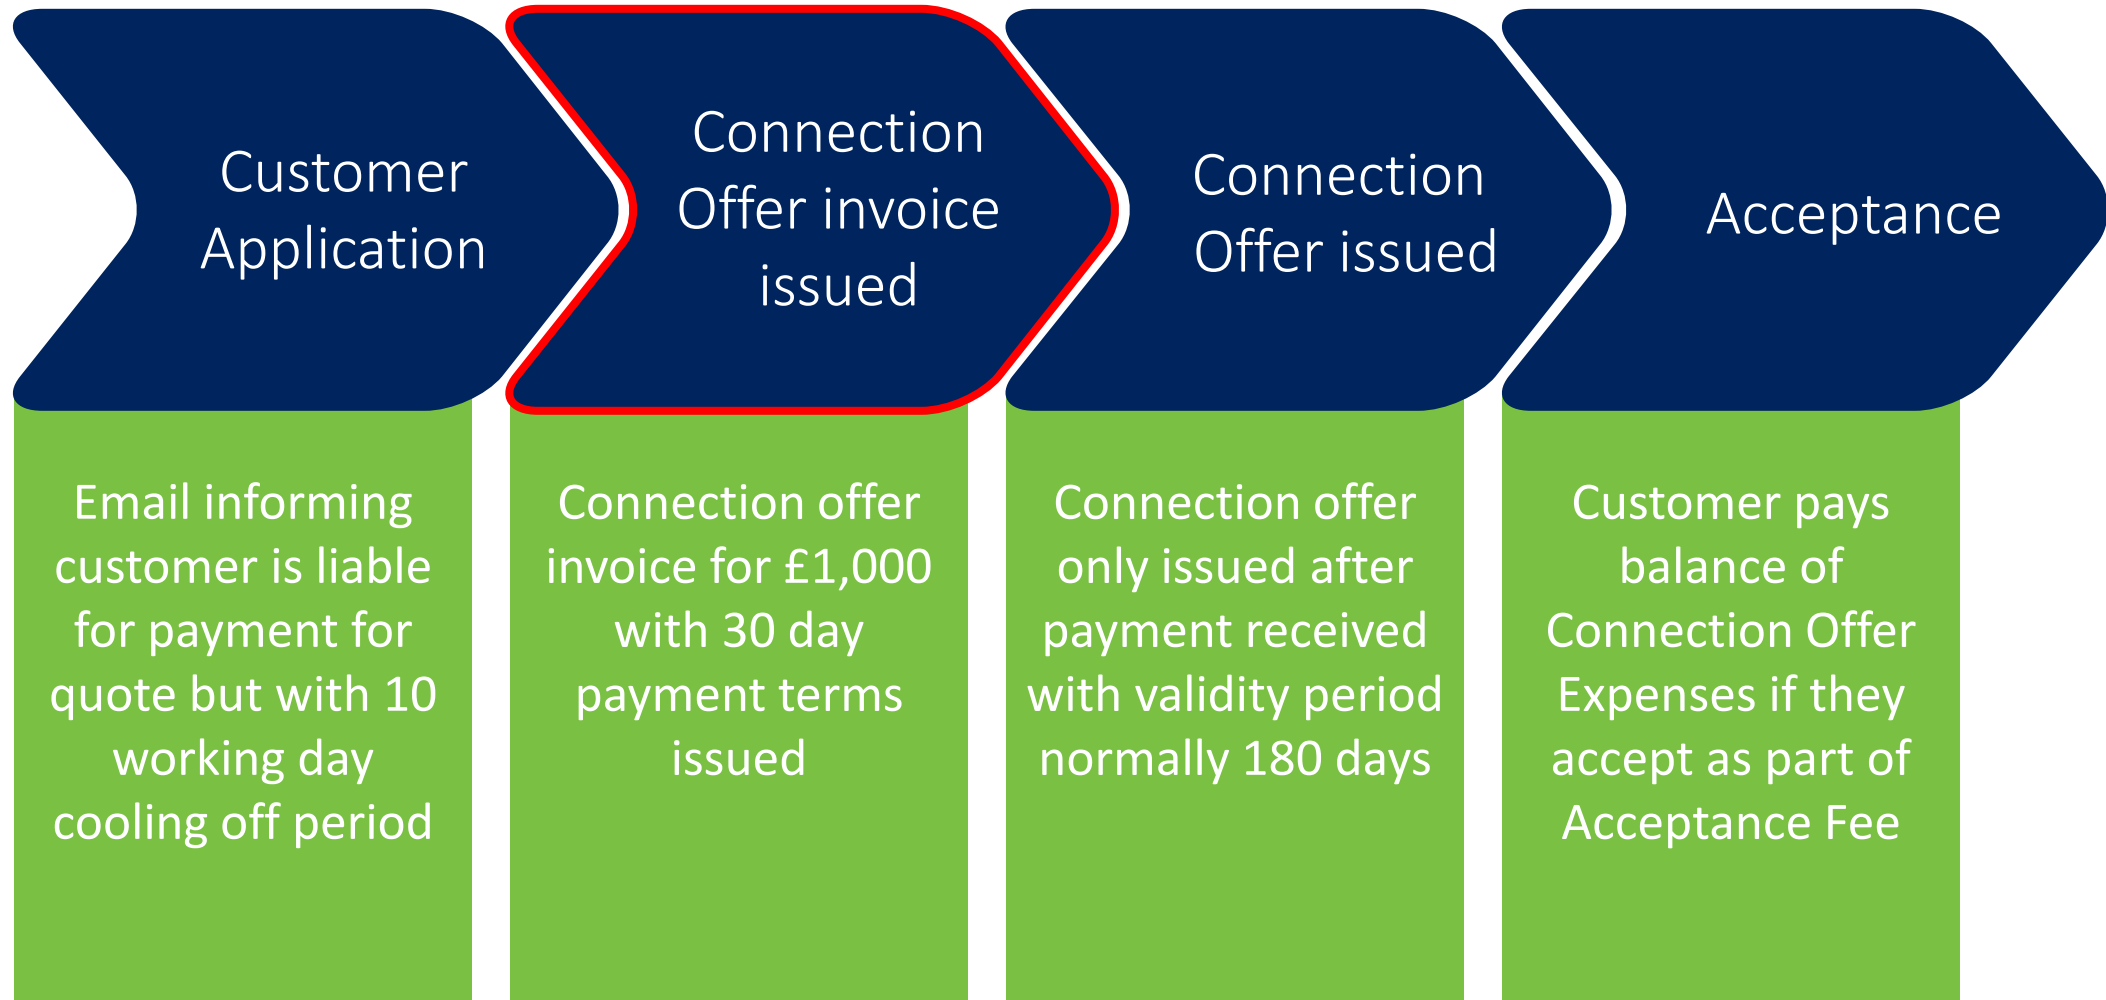 Customer
Application
Connection
Offer invoice
issued
Connection
Offer issued
Acceptance
Email informing
customer is liable
for payment for
quote but with 10
working day
cooling off period
Connection offer
invoice for £1,000
with 30 day
payment terms
issued
Connection offer
only issued after
payment received
with validity period
normally 180 days
Customer pays
balance of
Connection Offer
Expenses if they
accept as part of
Acceptance Fee